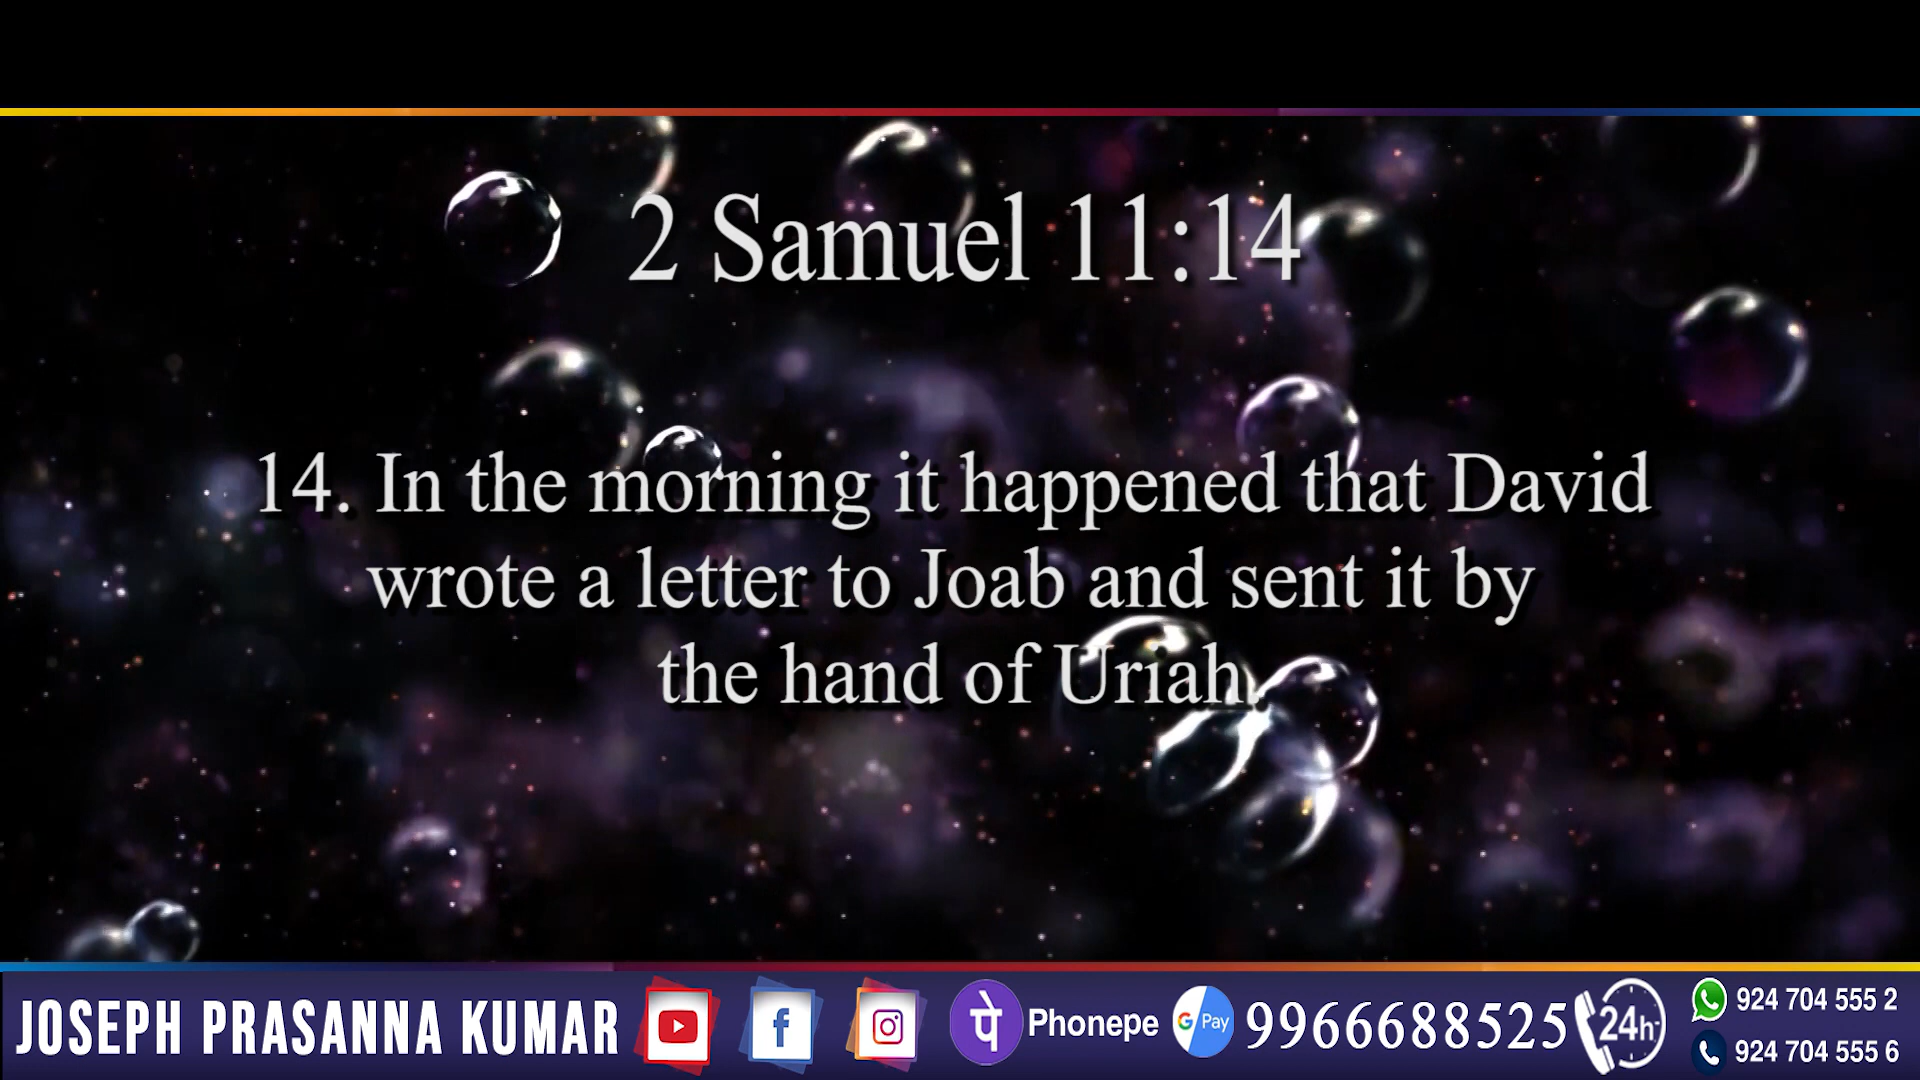 2 Samuel 11:14
14. In the morning it happened that David
wrote a letter to Joab and sent it by
the hand of Uriah.
JOSEPH PRASANNA KUMAR
f
पे Phonepe
G Pay
9966688525
24h
924 704 555 2
924 704 555 6